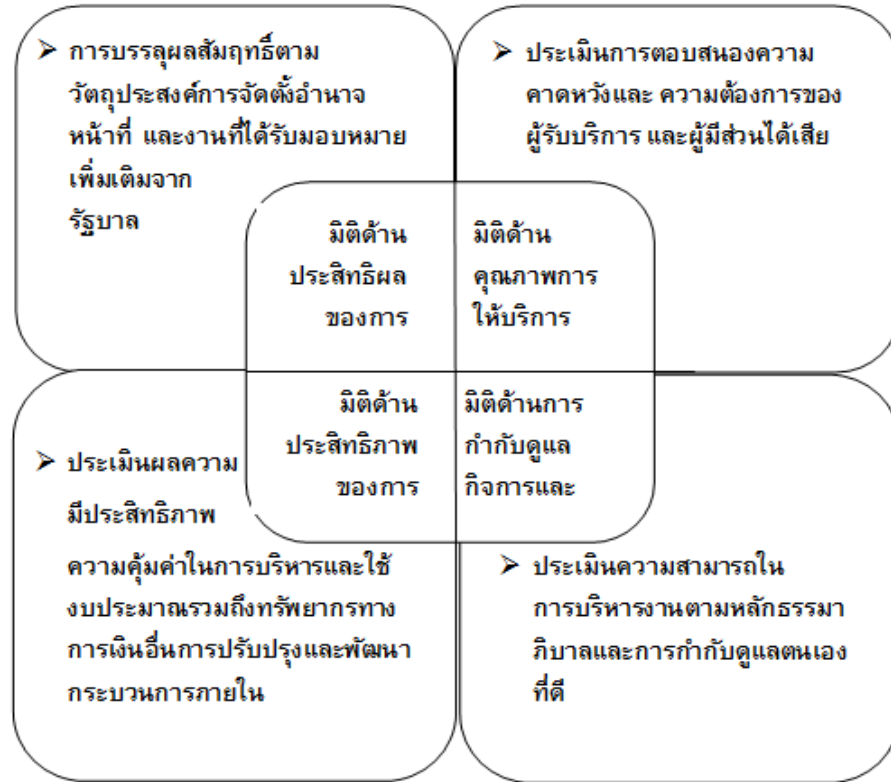 ➢ การบรรลุผลสัมฤทธิ์ตาม
วัตถุประสงค์การจัดตั้งอำนาจ
หน้าที่ และงานที่ได้รับมอบหมาย
เพิ่มเติมจาก
รัฐบาล
➢ ประเมินการตอบสนองความ
คาดหวังและ ความต้องการของ
ผู้รับบริการ และผู้มีส่วนได้เสีย
มิติด้าน
ประสิทธิผล
ของการ
มิติด้าน
คุณภาพการ
ให้บริการ
มิติด้าน
ประสิทธิภาพ
ของการ
มิติด้านการ
กำกับดูแล
กิจการและ
➢ ประเมินผลความ
มีประสิทธิภาพ
ความคุ้มค่าในการบริหารและใช้
งบประมาณรวมถึงทรัพยากรทาง
การเงินอื่นการปรับปรุงและพัฒนา
กระบวนการภายใน
➢ ประเมินความสามารถใน
การบริหารงานตามหลักธรรมา
ภิบาลและการกำกับดูแลตนเอง
ที่ดี